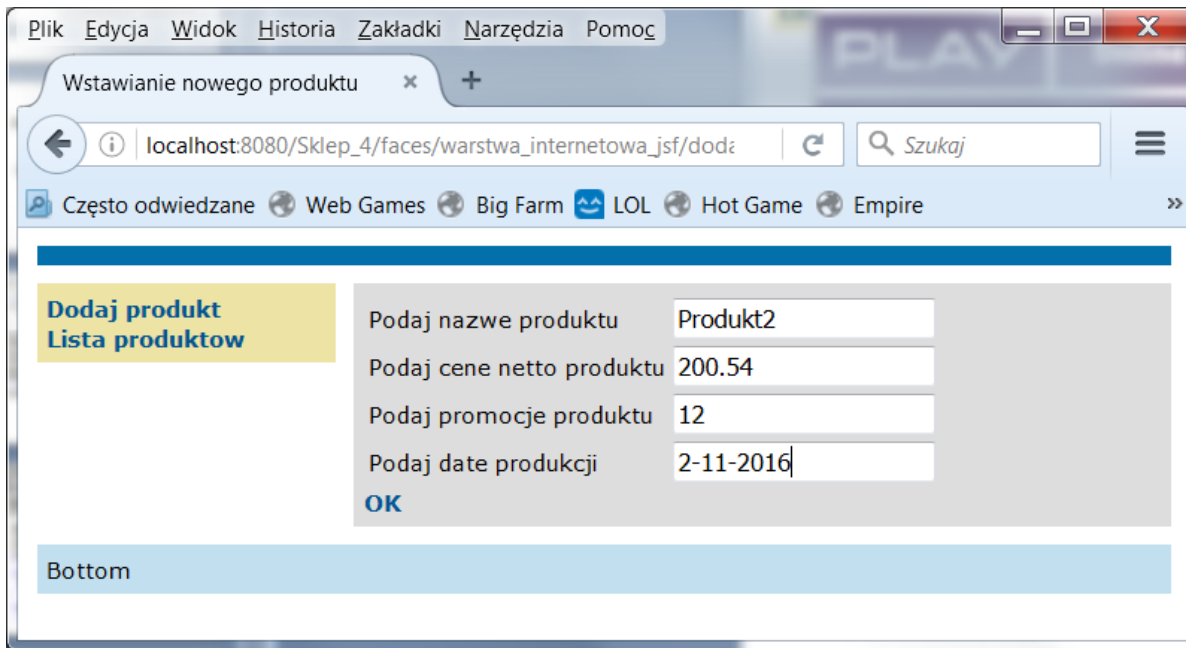 Plik Edycja Widok Historia Zakładki Narzędzia Pomoc
PLAY
Wstawianie nowego produktu
localhost:8080/Sklep_4/faces/warstwa_internetowa_jsf/doda
Szukaj
Często odwiedzane Web Games Big Farm LOL Hot Game Empire
Dodaj produkt
Lista produktow
Podaj nazwe produktu Produkt2
Podaj cene netto produktu 200.54
Podaj promocje produktu 12
Podaj date produkcji 2-11-2016
OK
Bottom